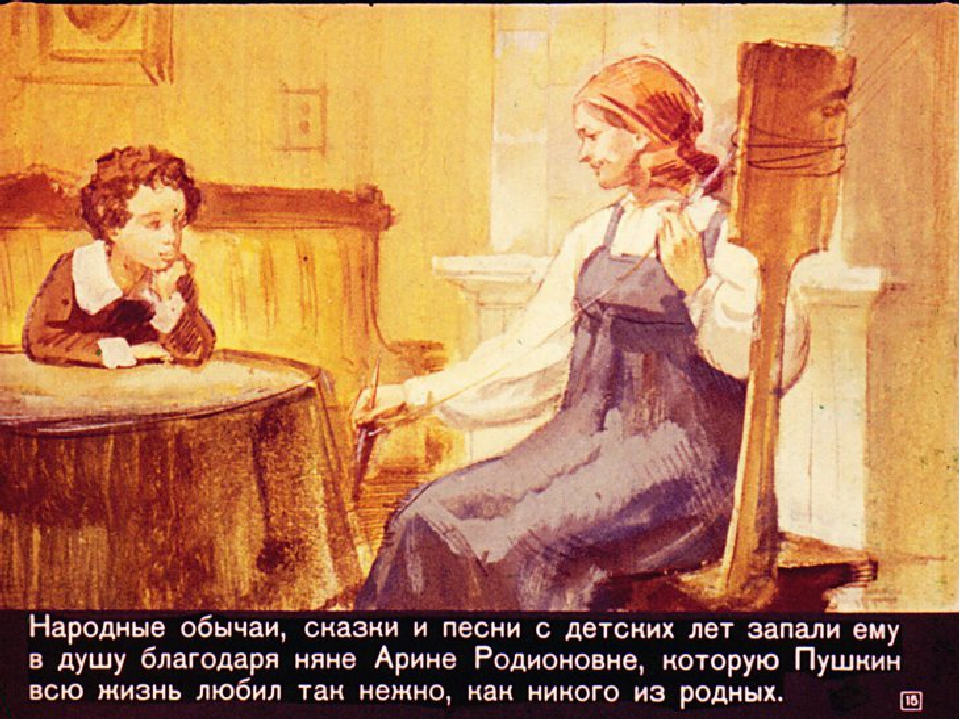 Народные обычаи, сказки и песни с детских лет запали ему
в душу благодаря няне Арине Родионовне, которую Пушкин
всю жизнь любил так нежно, как никого из родных.
15